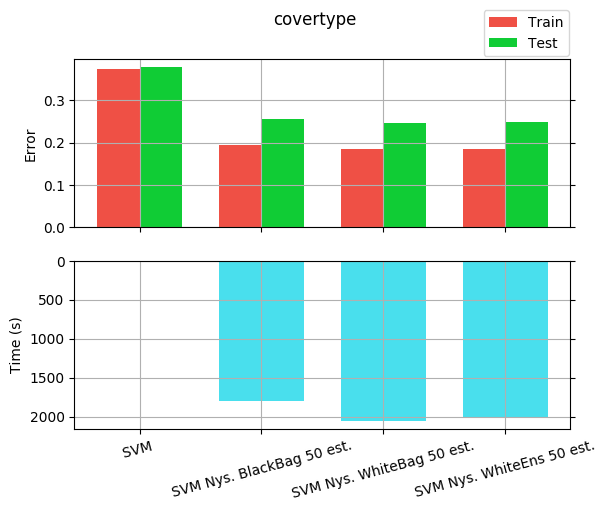 covertype
Train
Test
Error
0.3
0.2
0.1
0.0
Time (s)
0
500
1000
1500
2000
SVM
SVM Nys. BlackBag 50 est.
SVM Nys. WhiteBag 50 est.
SVM Nys. WhiteEns 50 est.